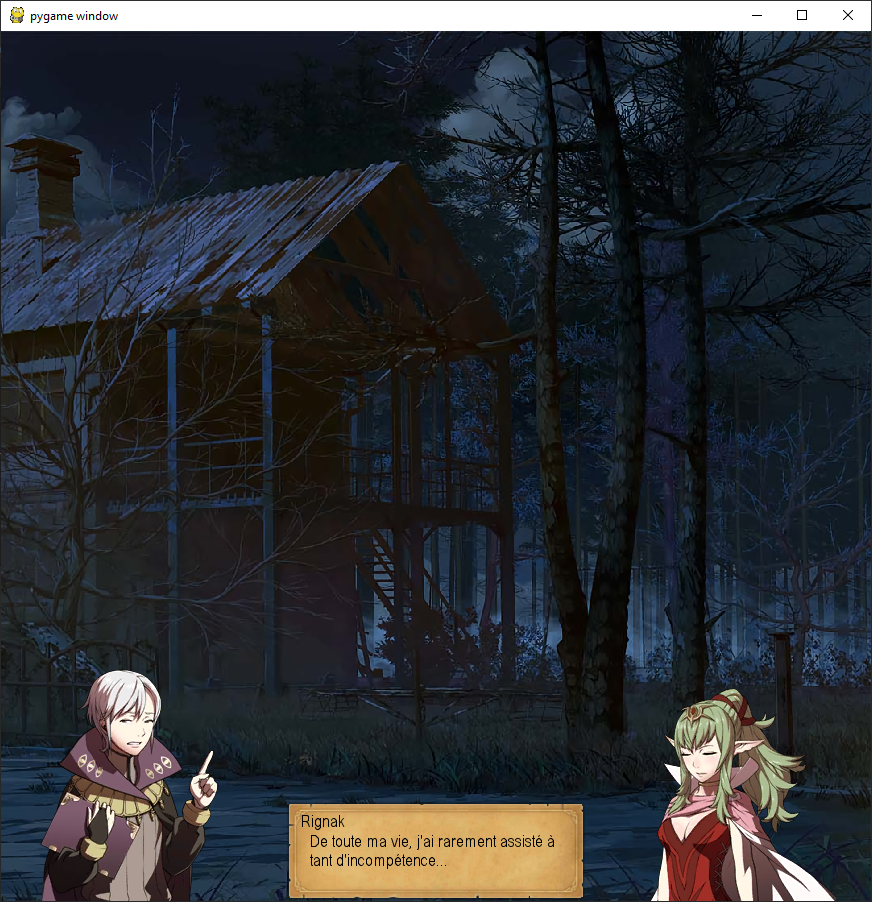 pygame window
Rignak
De toute ma vie, j'ai rarement assisté à
tant d'incompétence...